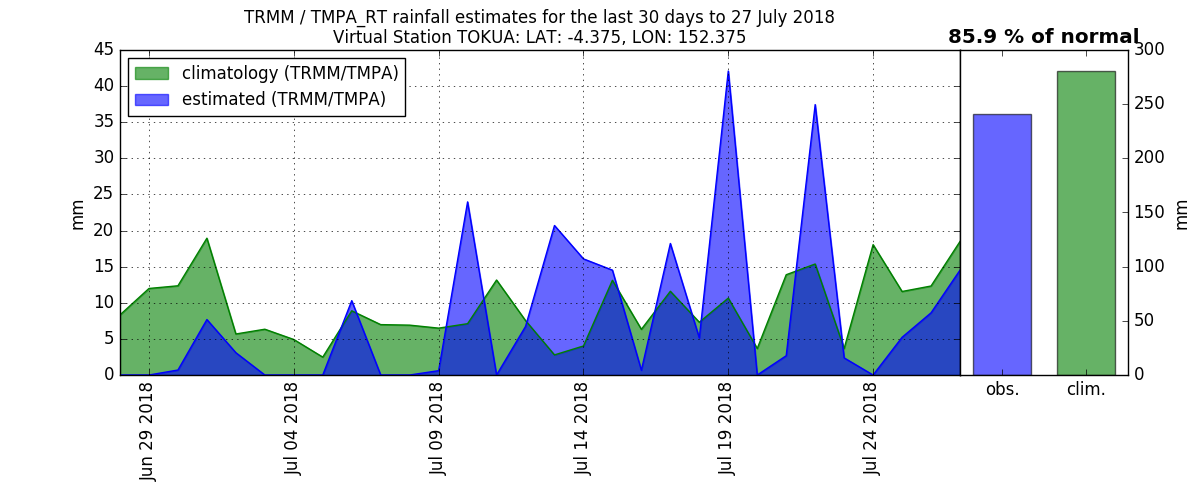 TRMM / TMPA_RT rainfall estimates for the last 30 days to 27 July 2018
Virtual Station TOKUA: LAT: -4.375, LON: 152.375
85.9 % of normal
climatology (TRMM/TMPA)
estimated (TRMM/TMPA)
mm
45
40
35
30
25
20
15
10
5
0
Jun 29 2018
Jul 04 2018
Jul 09 2018
Jul 14 2018
Jul 19 2018
Jul 24 2018
300
250
200
150
100
50
0
mm
obs.
clim.